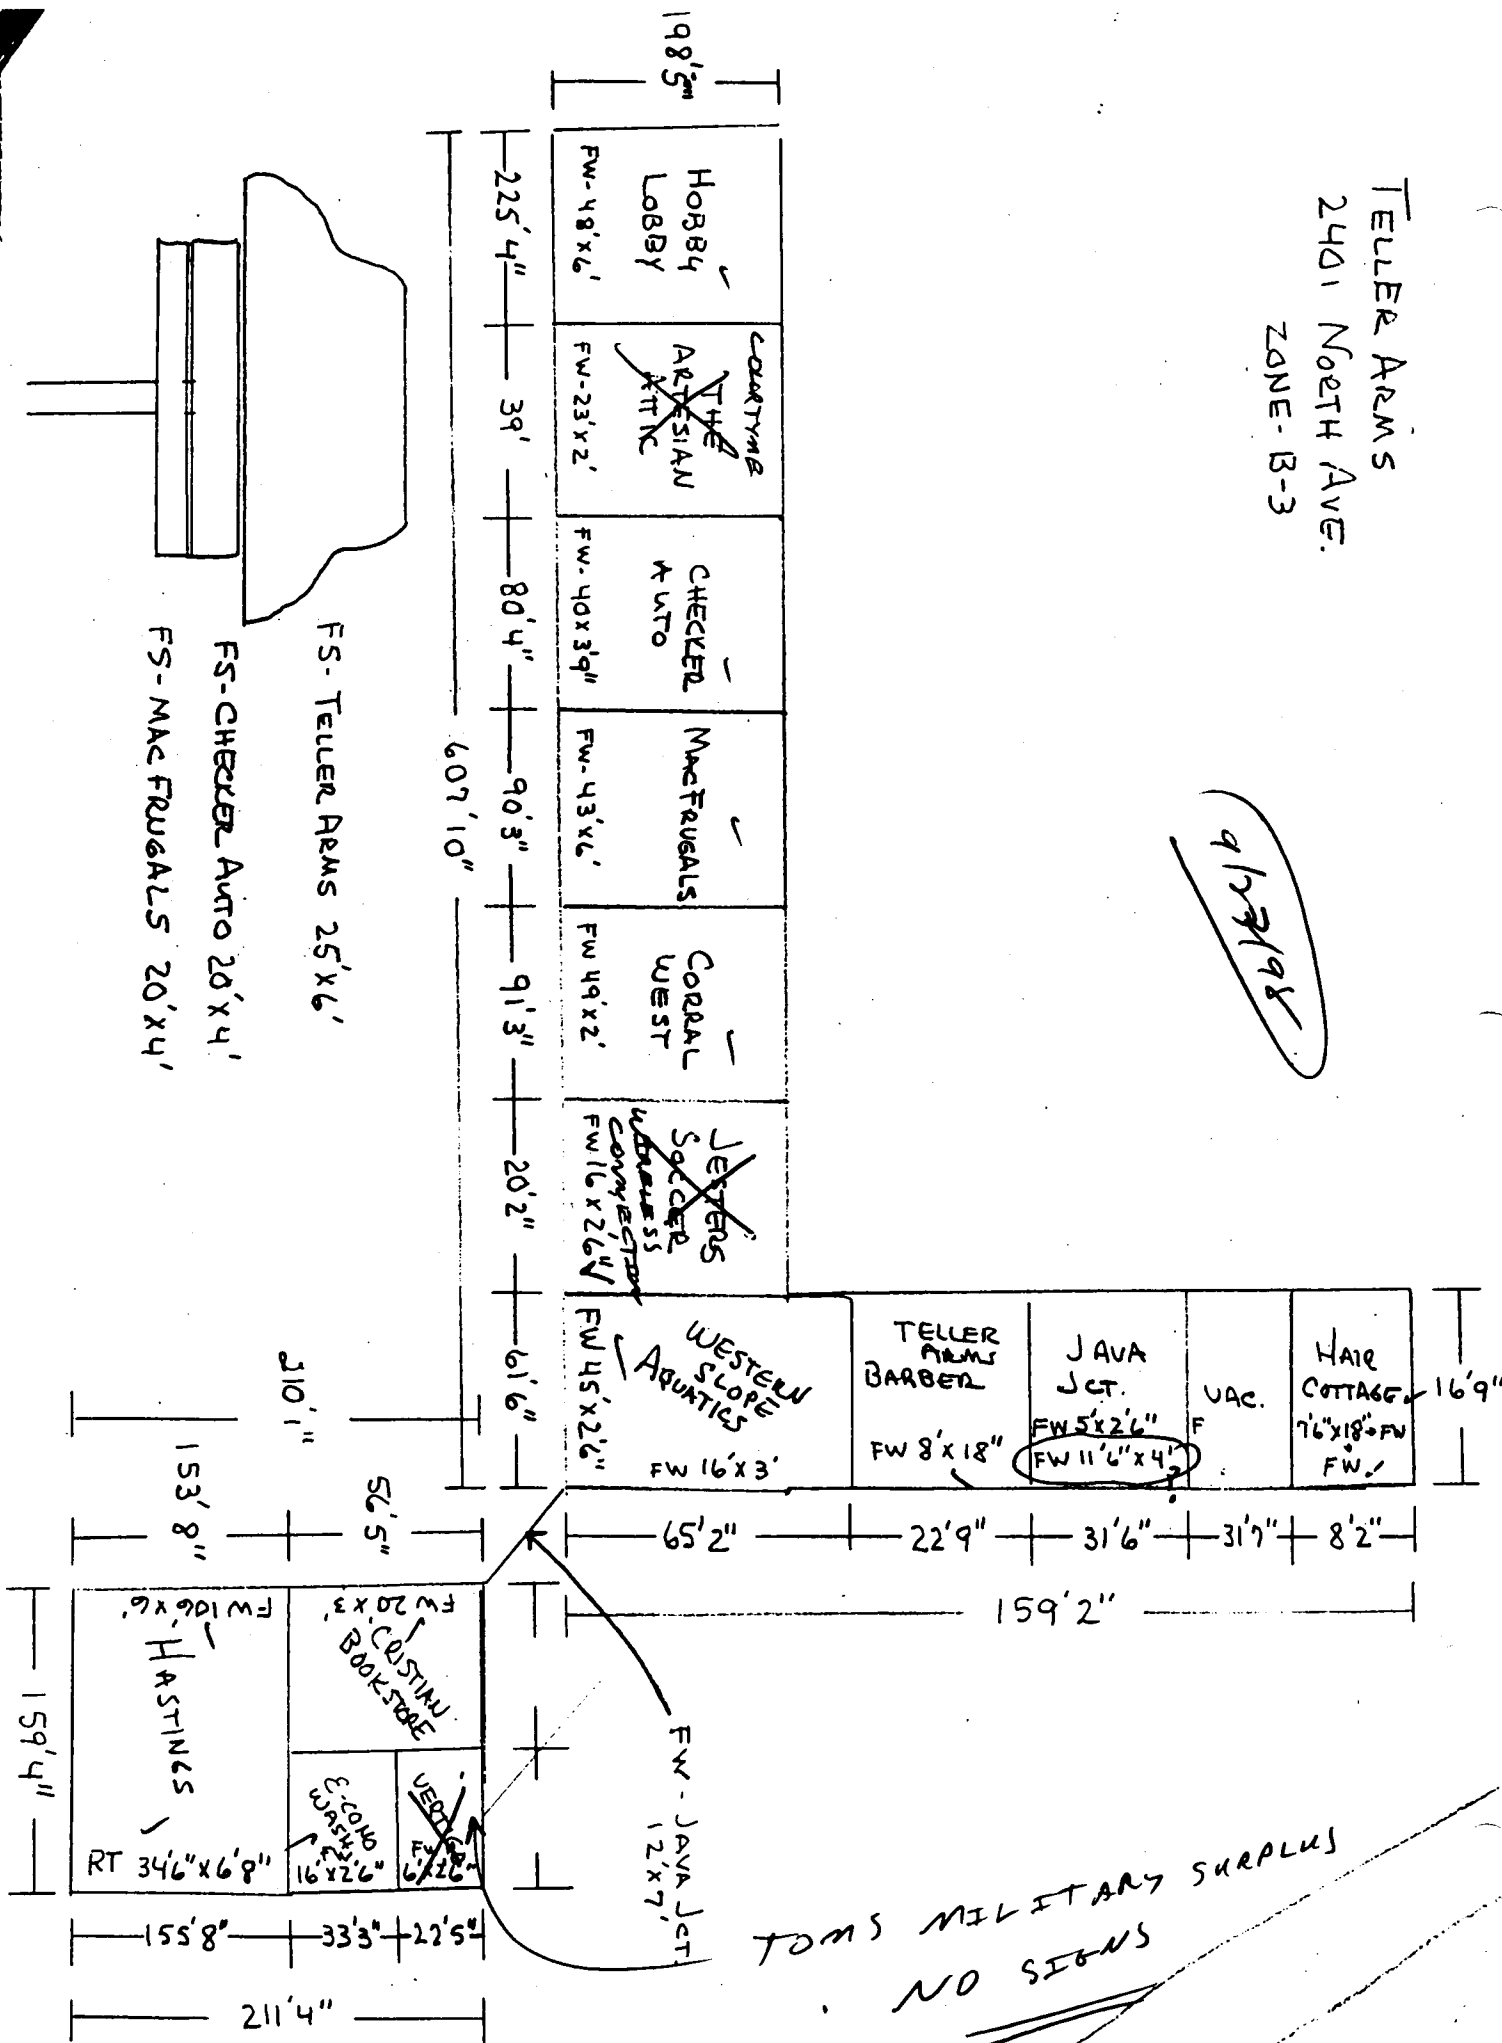 TELLER ARMS
2401 NORTH AVE.
ZONE-B-3
9/23/98
198'5"
HOBBY
LOBBY
FW-48'x6'
THE
ARTESIAN
ATTIC
FW-23'x2'
CHECKER
AUTO
FW-40x3'9"
MACFRUGALS
FW-43'x6'
CORRAL
WEST
FW 49'x2'
JESTERS
SOCCER
WIRELESS
CONNECTION
FW16'x2'6"
WESTERN
SLOPE
AQUATICS
FW 45'x2'6"
FW 16'x3'
TELLER
ARMS
BARBER
FW 8'x18"
JAVA
JCT.
FW 5'x2'6"
FW 11'6"x4'
?
VAC.
F
HAIR
COTTAGE
7'6"x18"-FW
FW
16'9"
225'4"
39'
80'4"
90'3"
91'3"
20'2"
61'6"
607'10"
65'2"
22'9"
31'6"
31'7"
8'2"
159'2"
FS-TELLER ARMS 25'x6'
FS-CHECKER AUTO 20'x4'
FS-MAC FRUGALS 20'x4'
210'1"
153'8"
56'5"
FW 106'x6'
HASTINGS
RT 34'6"x6'8"
FW 20'x3'
CRISTIAN
BOOKSTORE
E-CONO
WASH
16'x2'6"
6'x2'6"
159'4"
155'8"
33'3"
22'5"
211'4"
FW-JAVA JCT.
12'x7'
TOMS MILITARY SURPLUS
NO SIGNS